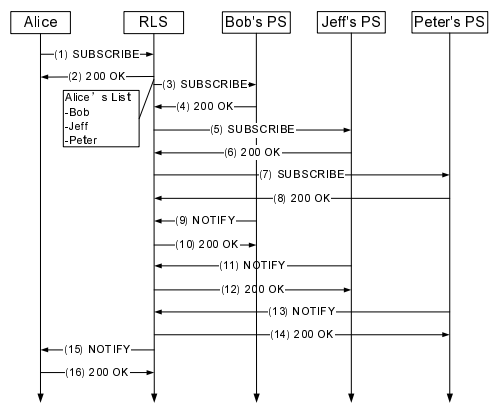 Alice RLS Bob's PS Jeff's PS Peter's PS
(1) SUBSCRIBE
(2) 200 OK
(3) SUBSCRIBE
Alice's List
-Bob
-Jeff
-Peter
(4) 200 OK
(5) SUBSCRIBE
(6) 200 OK
(7) SUBSCRIBE
(8) 200 OK
(9) NOTIFY
(10) 200 OK
(11) NOTIFY
(12) 200 OK
(13) NOTIFY
(14) 200 OK
(15) NOTIFY
(16) 200 OK